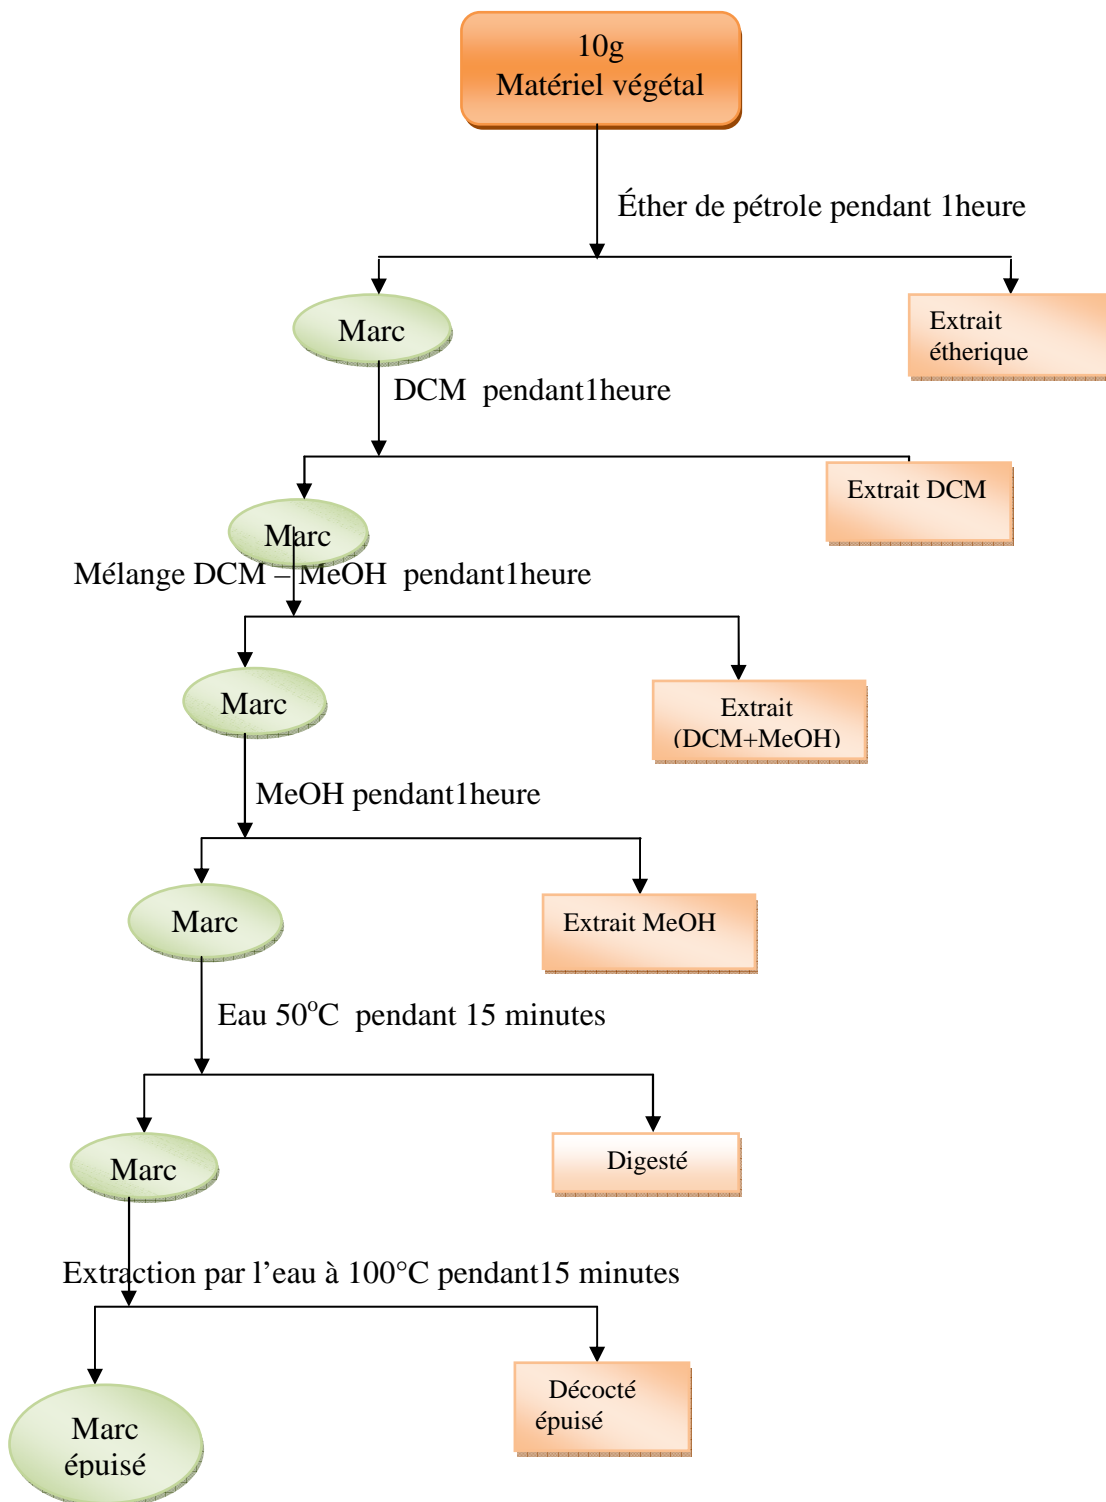 10g
Matériel végétal
Éther de pétrole pendant 1heure
Marc
Extrait
étherique
DCM pendant1heure
Marc
Extrait DCM
Mélange DCM – MeOH pendant1heure
Marc
Extrait
(DCM+MeOH)
MeOH pendant1heure
Marc
Extrait MeOH
Eau 50°C pendant 15 minutes
Marc
Digesté
Extraction par l’eau à 100°C pendant15 minutes
Marc
épuisé
Décocté
épuisé